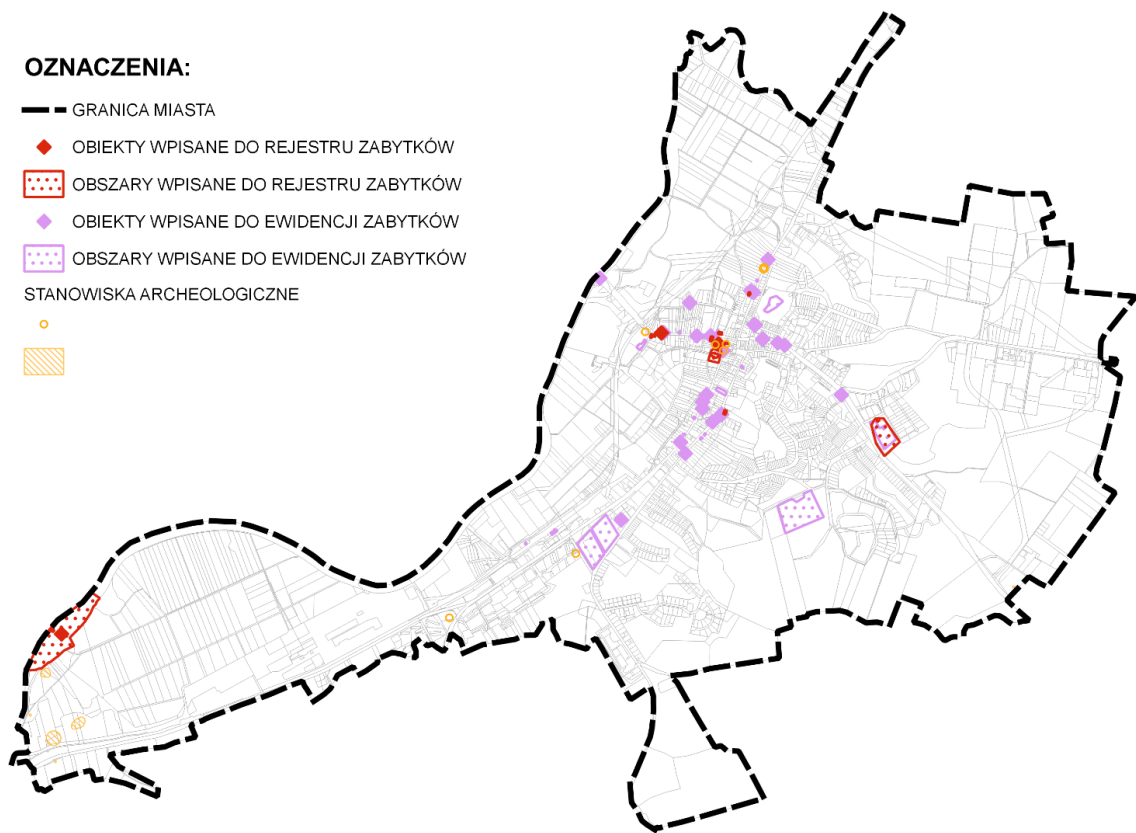 OZNACZENIA:
GRANICA MIASTA
OBIEKTY WPISANE DO REJESTRU ZABYTKÓW
OBSZARY WPISANE DO REJESTRU ZABYTKÓW
OBIEKTY WPISANE DO EWIDENCJI ZABYTKÓW
OBSZARY WPISANE DO EWIDENCJI ZABYTKÓW
STANOWISKA ARCHEOLOGICZNE